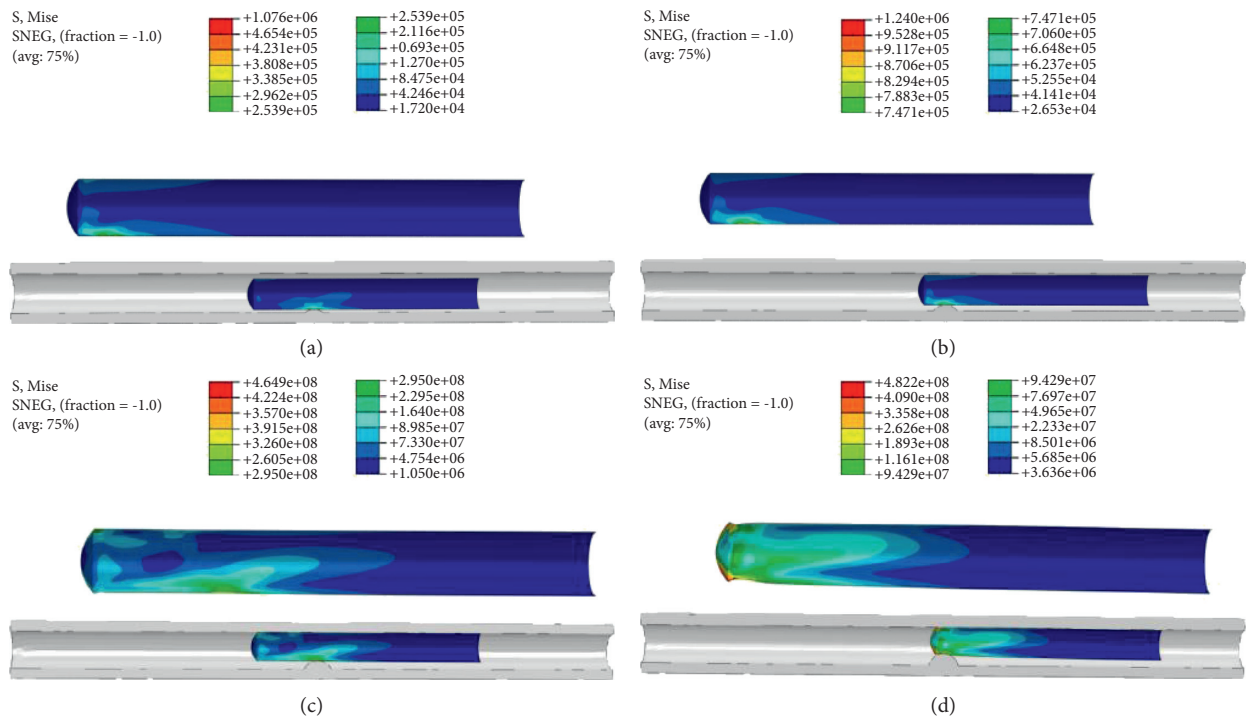 S, Mise
SNEG, (fraction = -1.0)
(avg: 75%)
+1.076e+06
+4.654e+05
+4.231e+05
+3.808e+05
+3.385e+05
+2.962e+05
+2.539e+05
+2.539e+05
+2.116e+05
+0.693e+05
+1.270e+05
+8.475e+04
+4.246e+04
+1.720e+04
(a)
S, Mise
SNEG, (fraction = -1.0)
(avg: 75%)
+1.240e+06
+9.528e+05
+9.117e+05
+8.706e+05
+8.294e+05
+7.883e+05
+7.471e+05
+7.471e+05
+7.060e+05
+6.648e+05
+6.237e+05
+5.255e+04
+4.141e+04
+2.653e+04
(b)
S, Mise
SNEG, (fraction = -1.0)
(avg: 75%)
+4.649e+08
+4.224e+08
+3.570e+08
+3.915e+08
+3.260e+08
+2.605e+08
+2.950e+08
+2.950e+08
+2.295e+08
+1.640e+08
+8.985e+07
+7.330e+07
+4.754e+06
+1.050e+06
(c)
S, Mise
SNEG, (fraction = -1.0)
(avg: 75%)
+4.822e+08
+4.090e+08
+3.358e+08
+2.626e+08
+1.893e+08
+1.161e+08
+9.429e+07
+9.429e+07
+7.697e+07
+4.965e+07
+2.233e+07
+8.501e+06
+5.685e+06
+3.636e+06
(d)